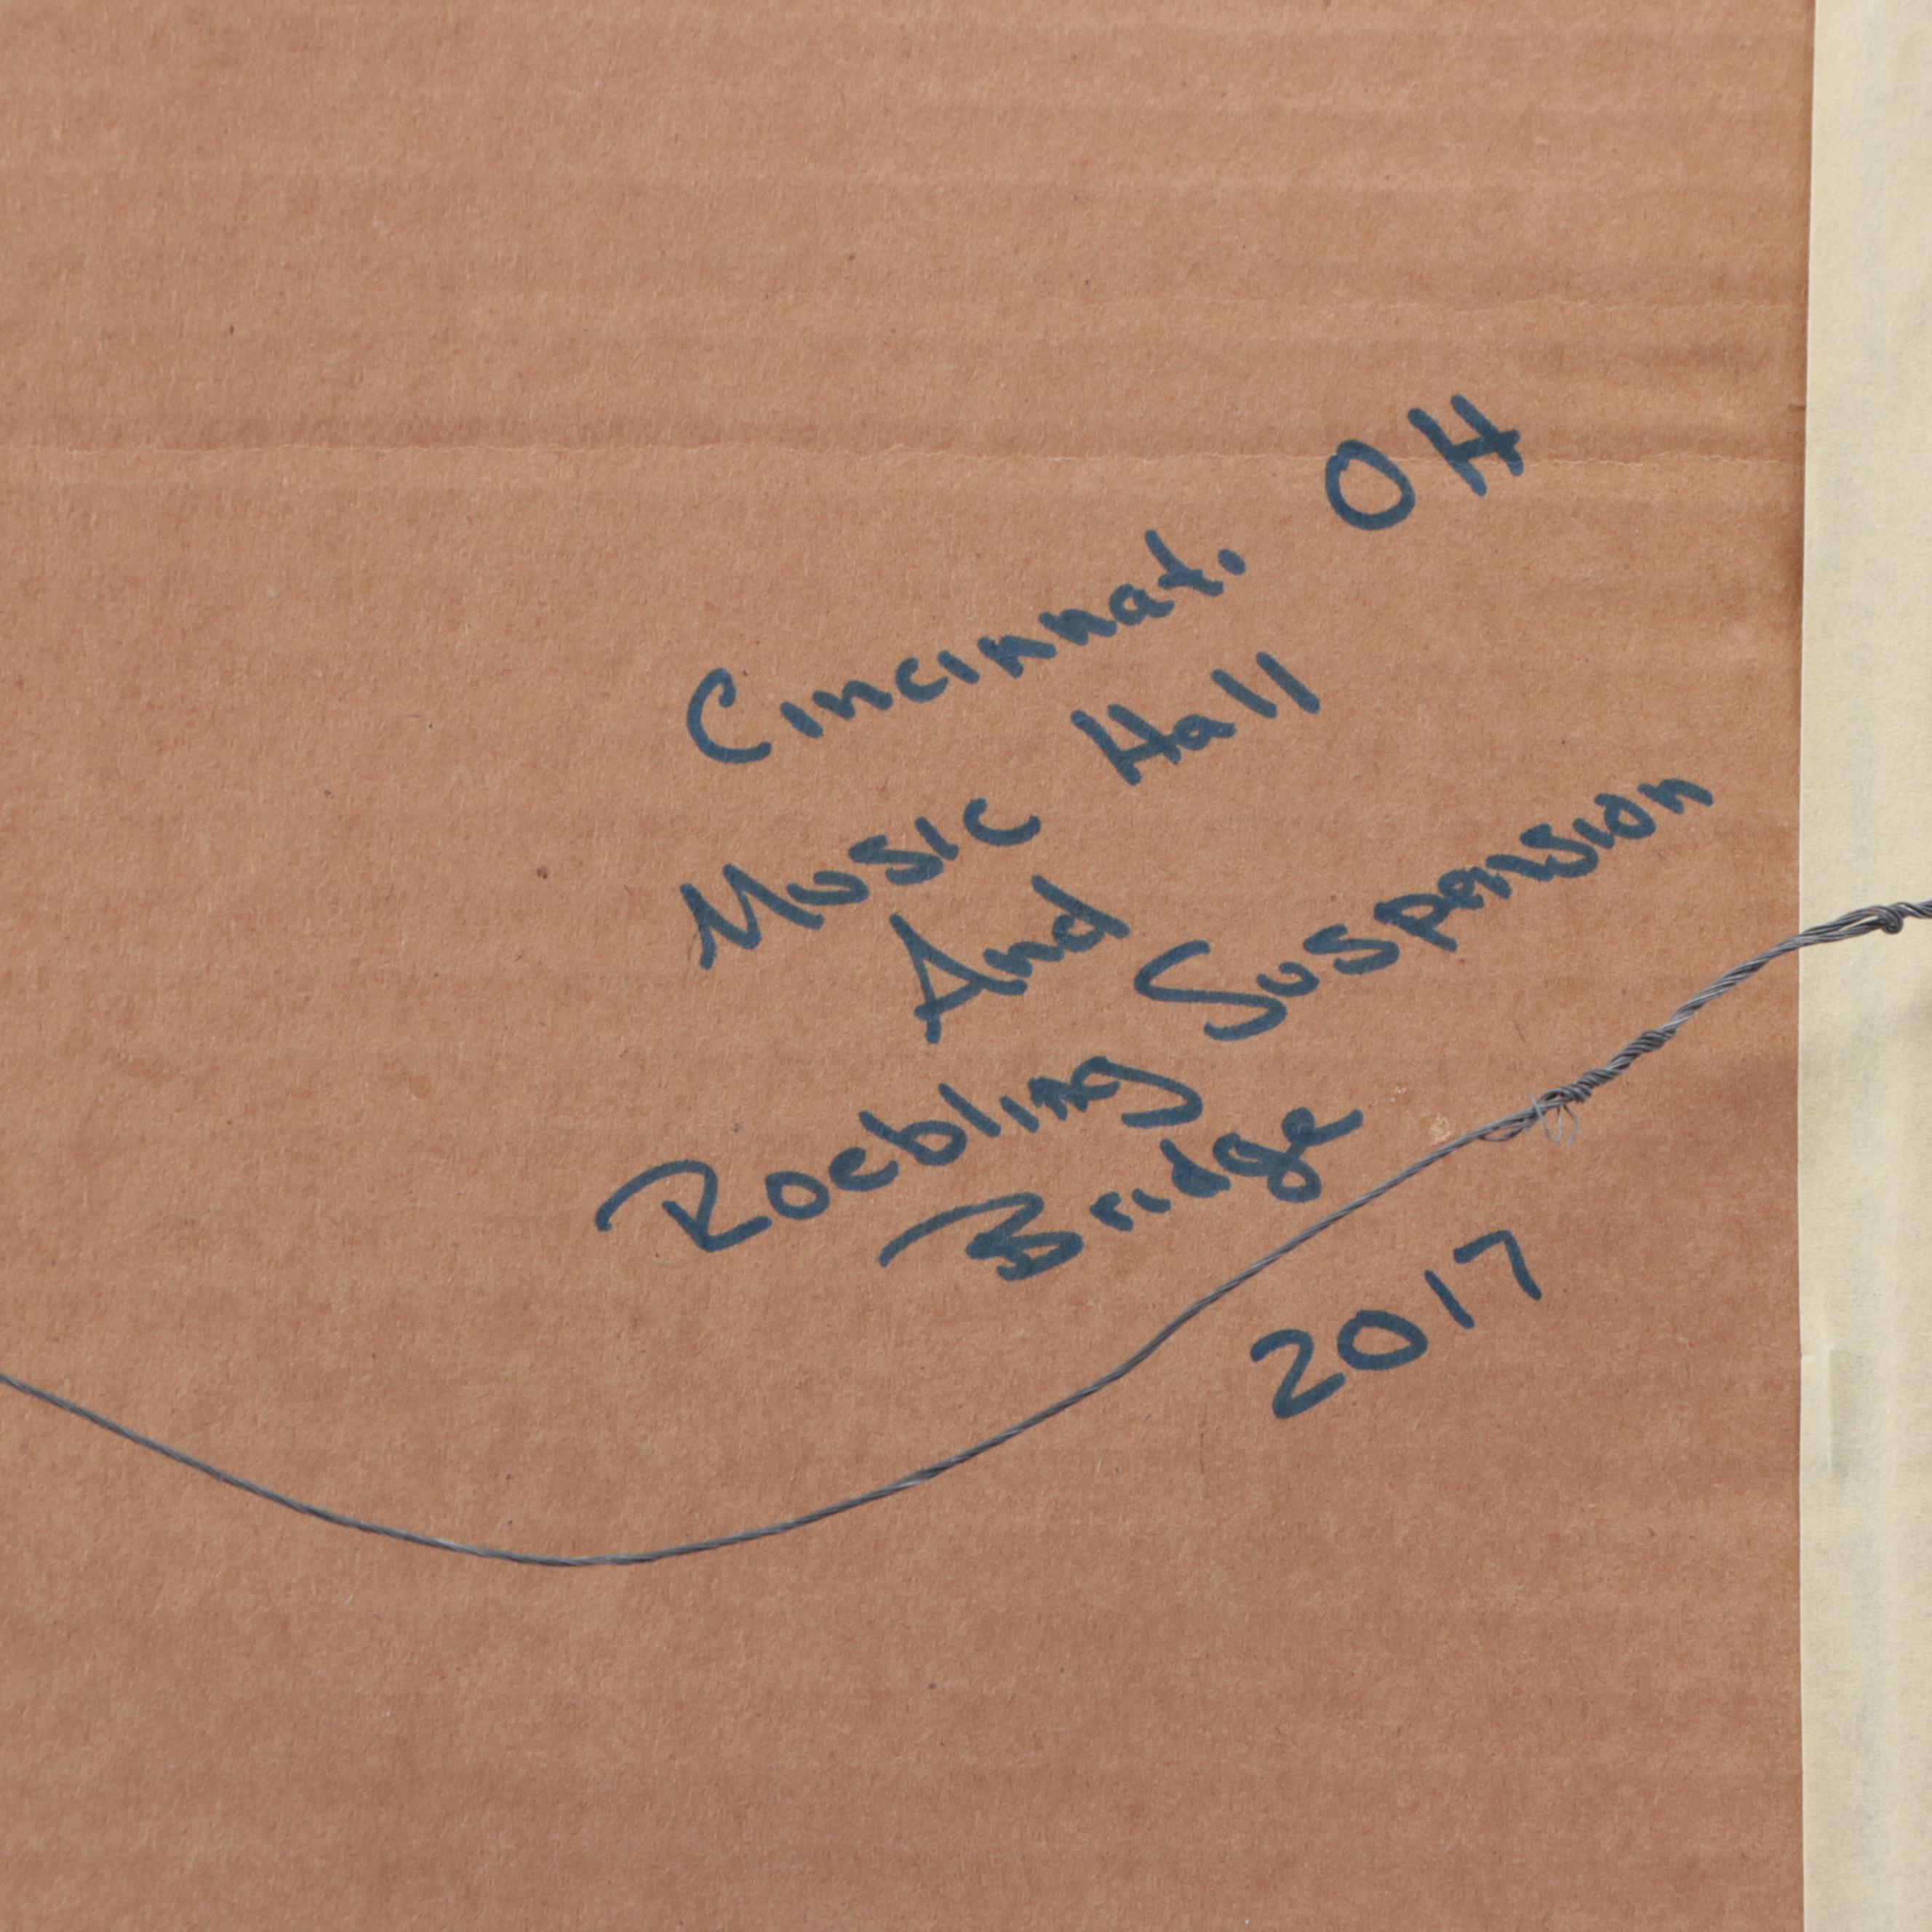 Cincinnati OH
Music Hall
And
Roebling Suspension
Bridge
2017